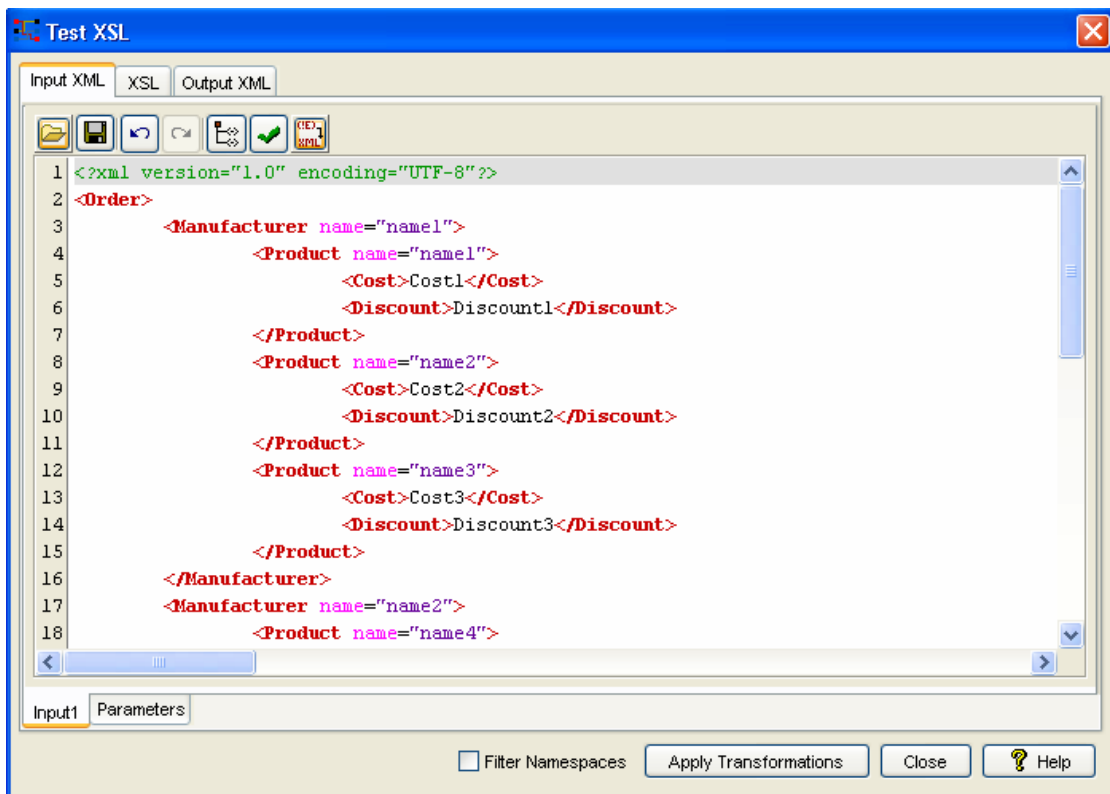 Test XSL
Input XML XSL Output XML
(!E) XML
1 <?xml version="1.0" encoding="UTF-8"?>
2 <Order>
3 <Manufacturer name="name1">
4 <Product name="name1">
5 <Cost>Cost1</Cost>
6 <Discount>Discount1</Discount>
7 </Product>
8 <Product name="name2">
9 <Cost>Cost2</Cost>
10 <Discount>Discount2</Discount>
11 </Product>
12 <Product name="name3">
13 <Cost>Cost3</Cost>
14 <Discount>Discount3</Discount>
15 </Product>
16 </Manufacturer>
17 <Manufacturer name="name2">
18 <Product name="name4">
Input1 Parameters
Filter Namespaces Apply Transformations Close ? Help